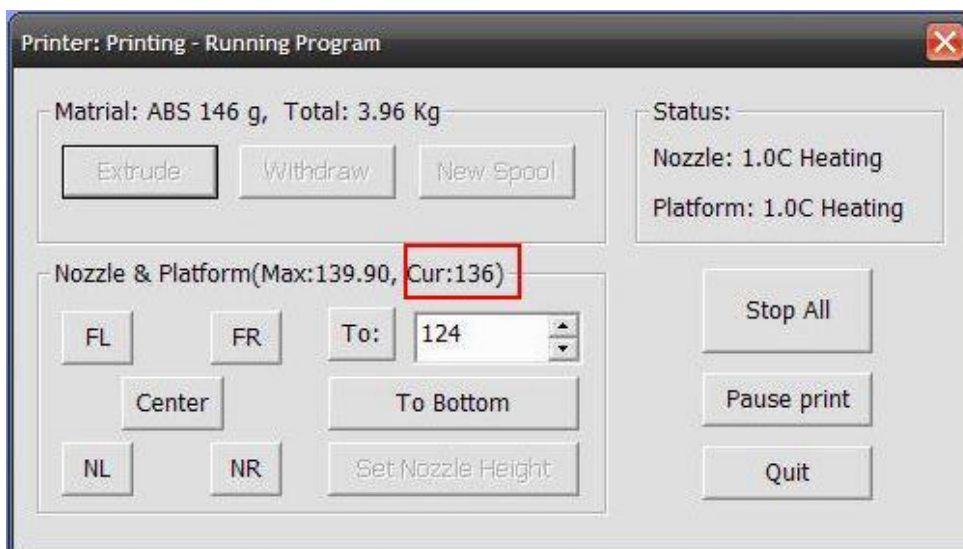 Printer: Printing - Running Program
Matrial: ABS 146 g, Total: 3.96 Kg
Extrude Withdraw New Spool
Status:
Nozzle: 1.0C Heating
Platform: 1.0C Heating
Nozzle & Platform(Max:139.90, Cur:136)
FL FR To: 124
Center To Bottom
NL NR Set Nozzle Height
Stop All
Pause print
Quit